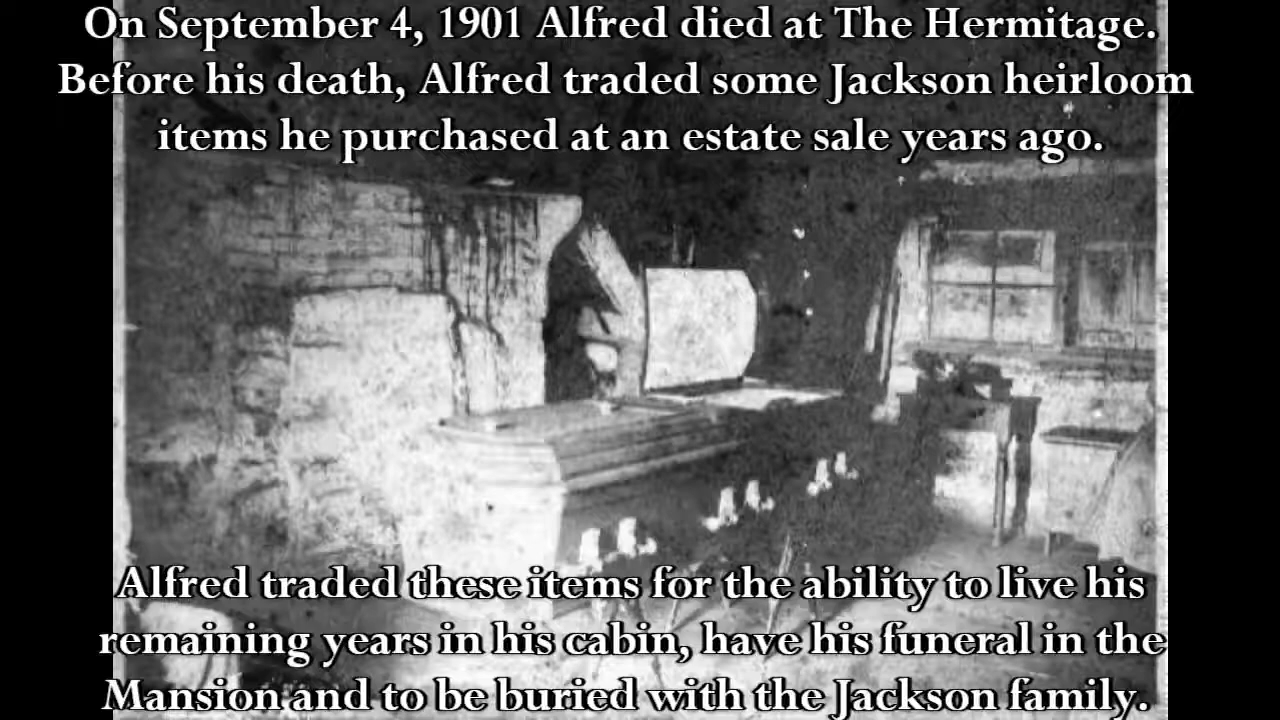 On September 4, 1901 Alfred died at The Hermitage.
Before his death, Alfred traded some Jackson heirloom
items he purchased at an estate sale years ago.
Alfred traded these items for the ability to live his
remaining years in his cabin, have his funeral in the
Mansion and to be buried with the Jackson family.